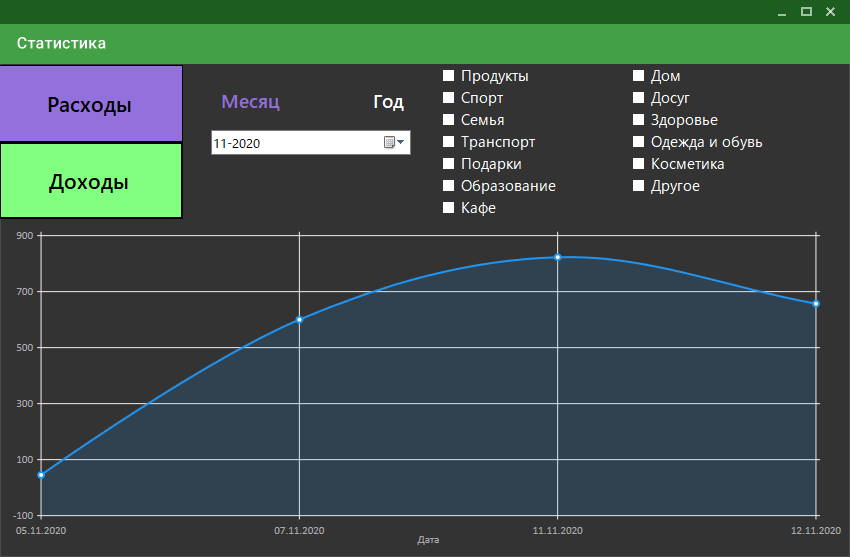 Статистика
Расходы
Доходы
Месяц
Год
11-2020
Продукты
Спорт
Семья
Транспорт
Подарки
Образование
Кафе
Дом
Досуг
Здоровье
Одежда и обувь
Косметика
Другое
900
700
500
300
100
-100
05.11.2020
07.11.2020
11.11.2020
12.11.2020
Дата